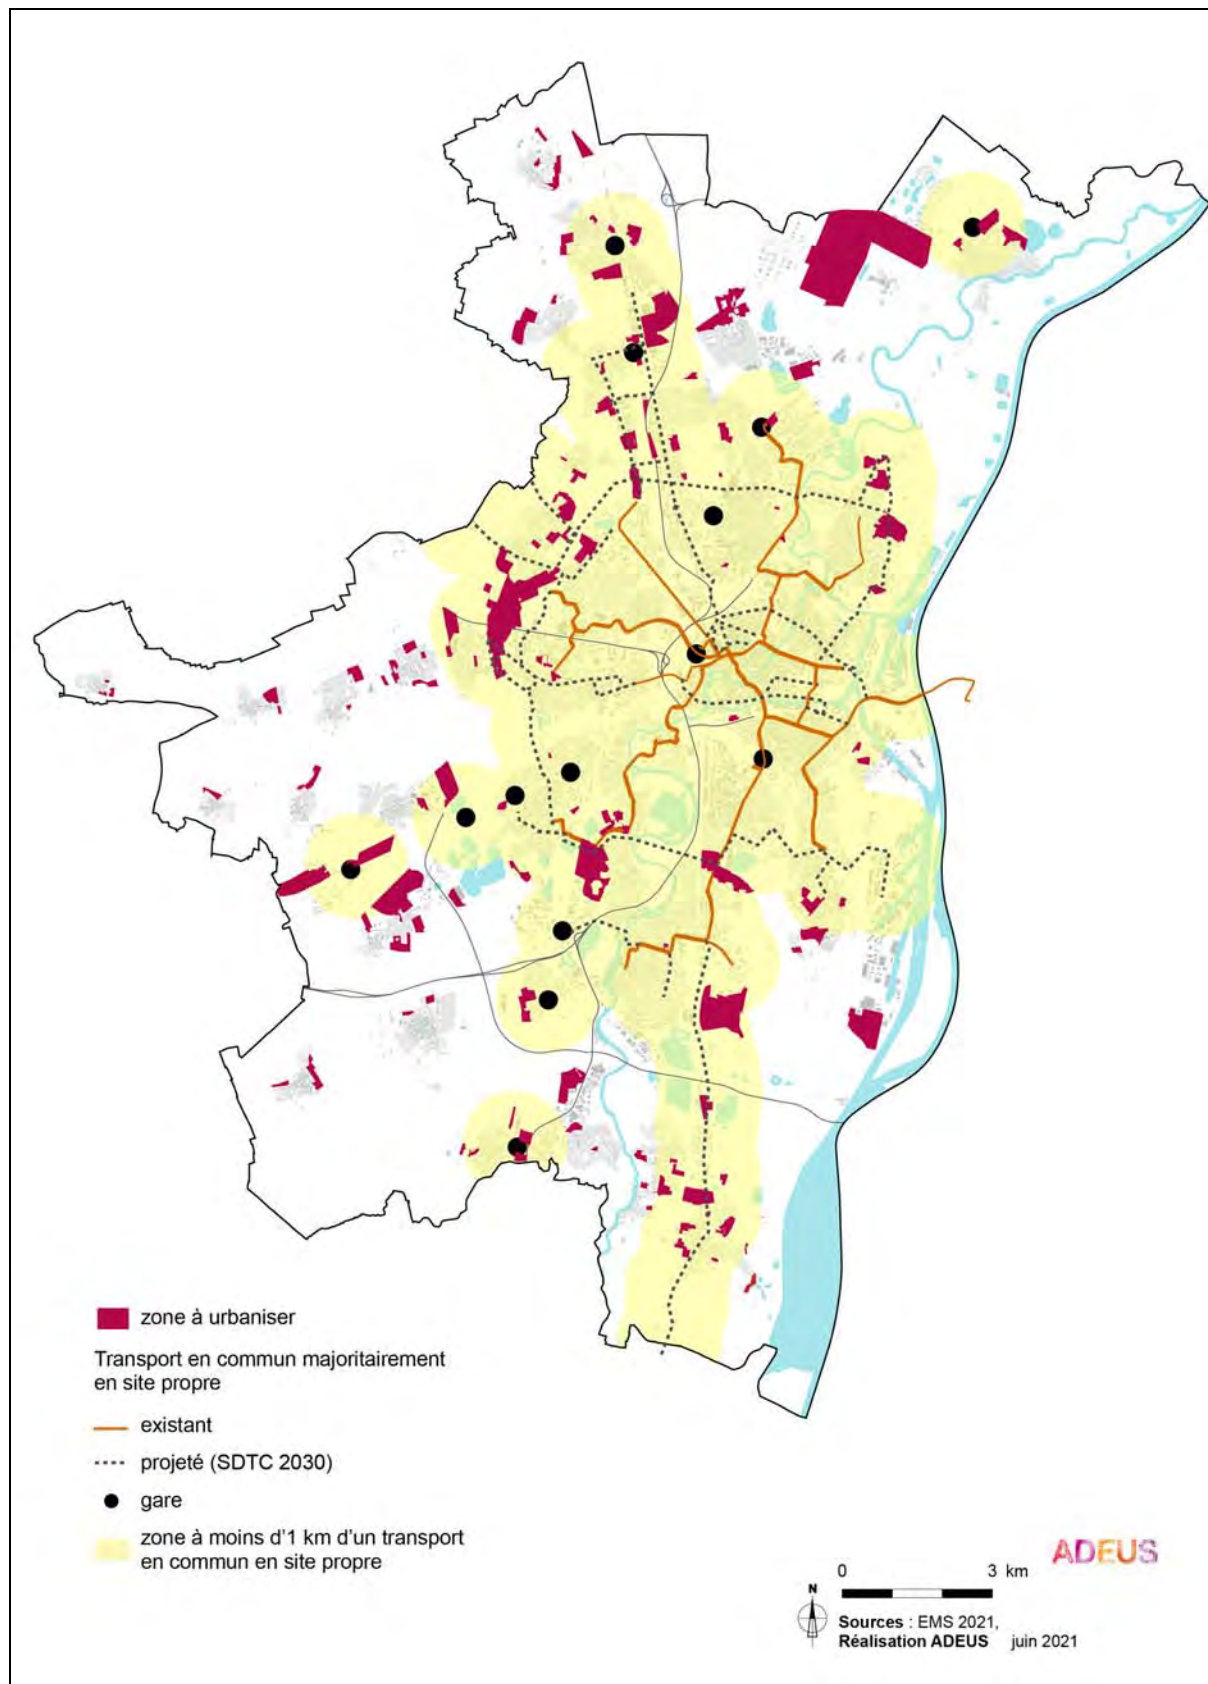 zone à urbaniser
Transport en commun majoritairement
en site propre
existant
projeté (SDTC 2030)
gare
zone à moins d'1 km d'un transport
en commun en site propre
ADEUS
0 3 km
N
Sources : EMS 2021,
Réalisation ADEUS juin 2021